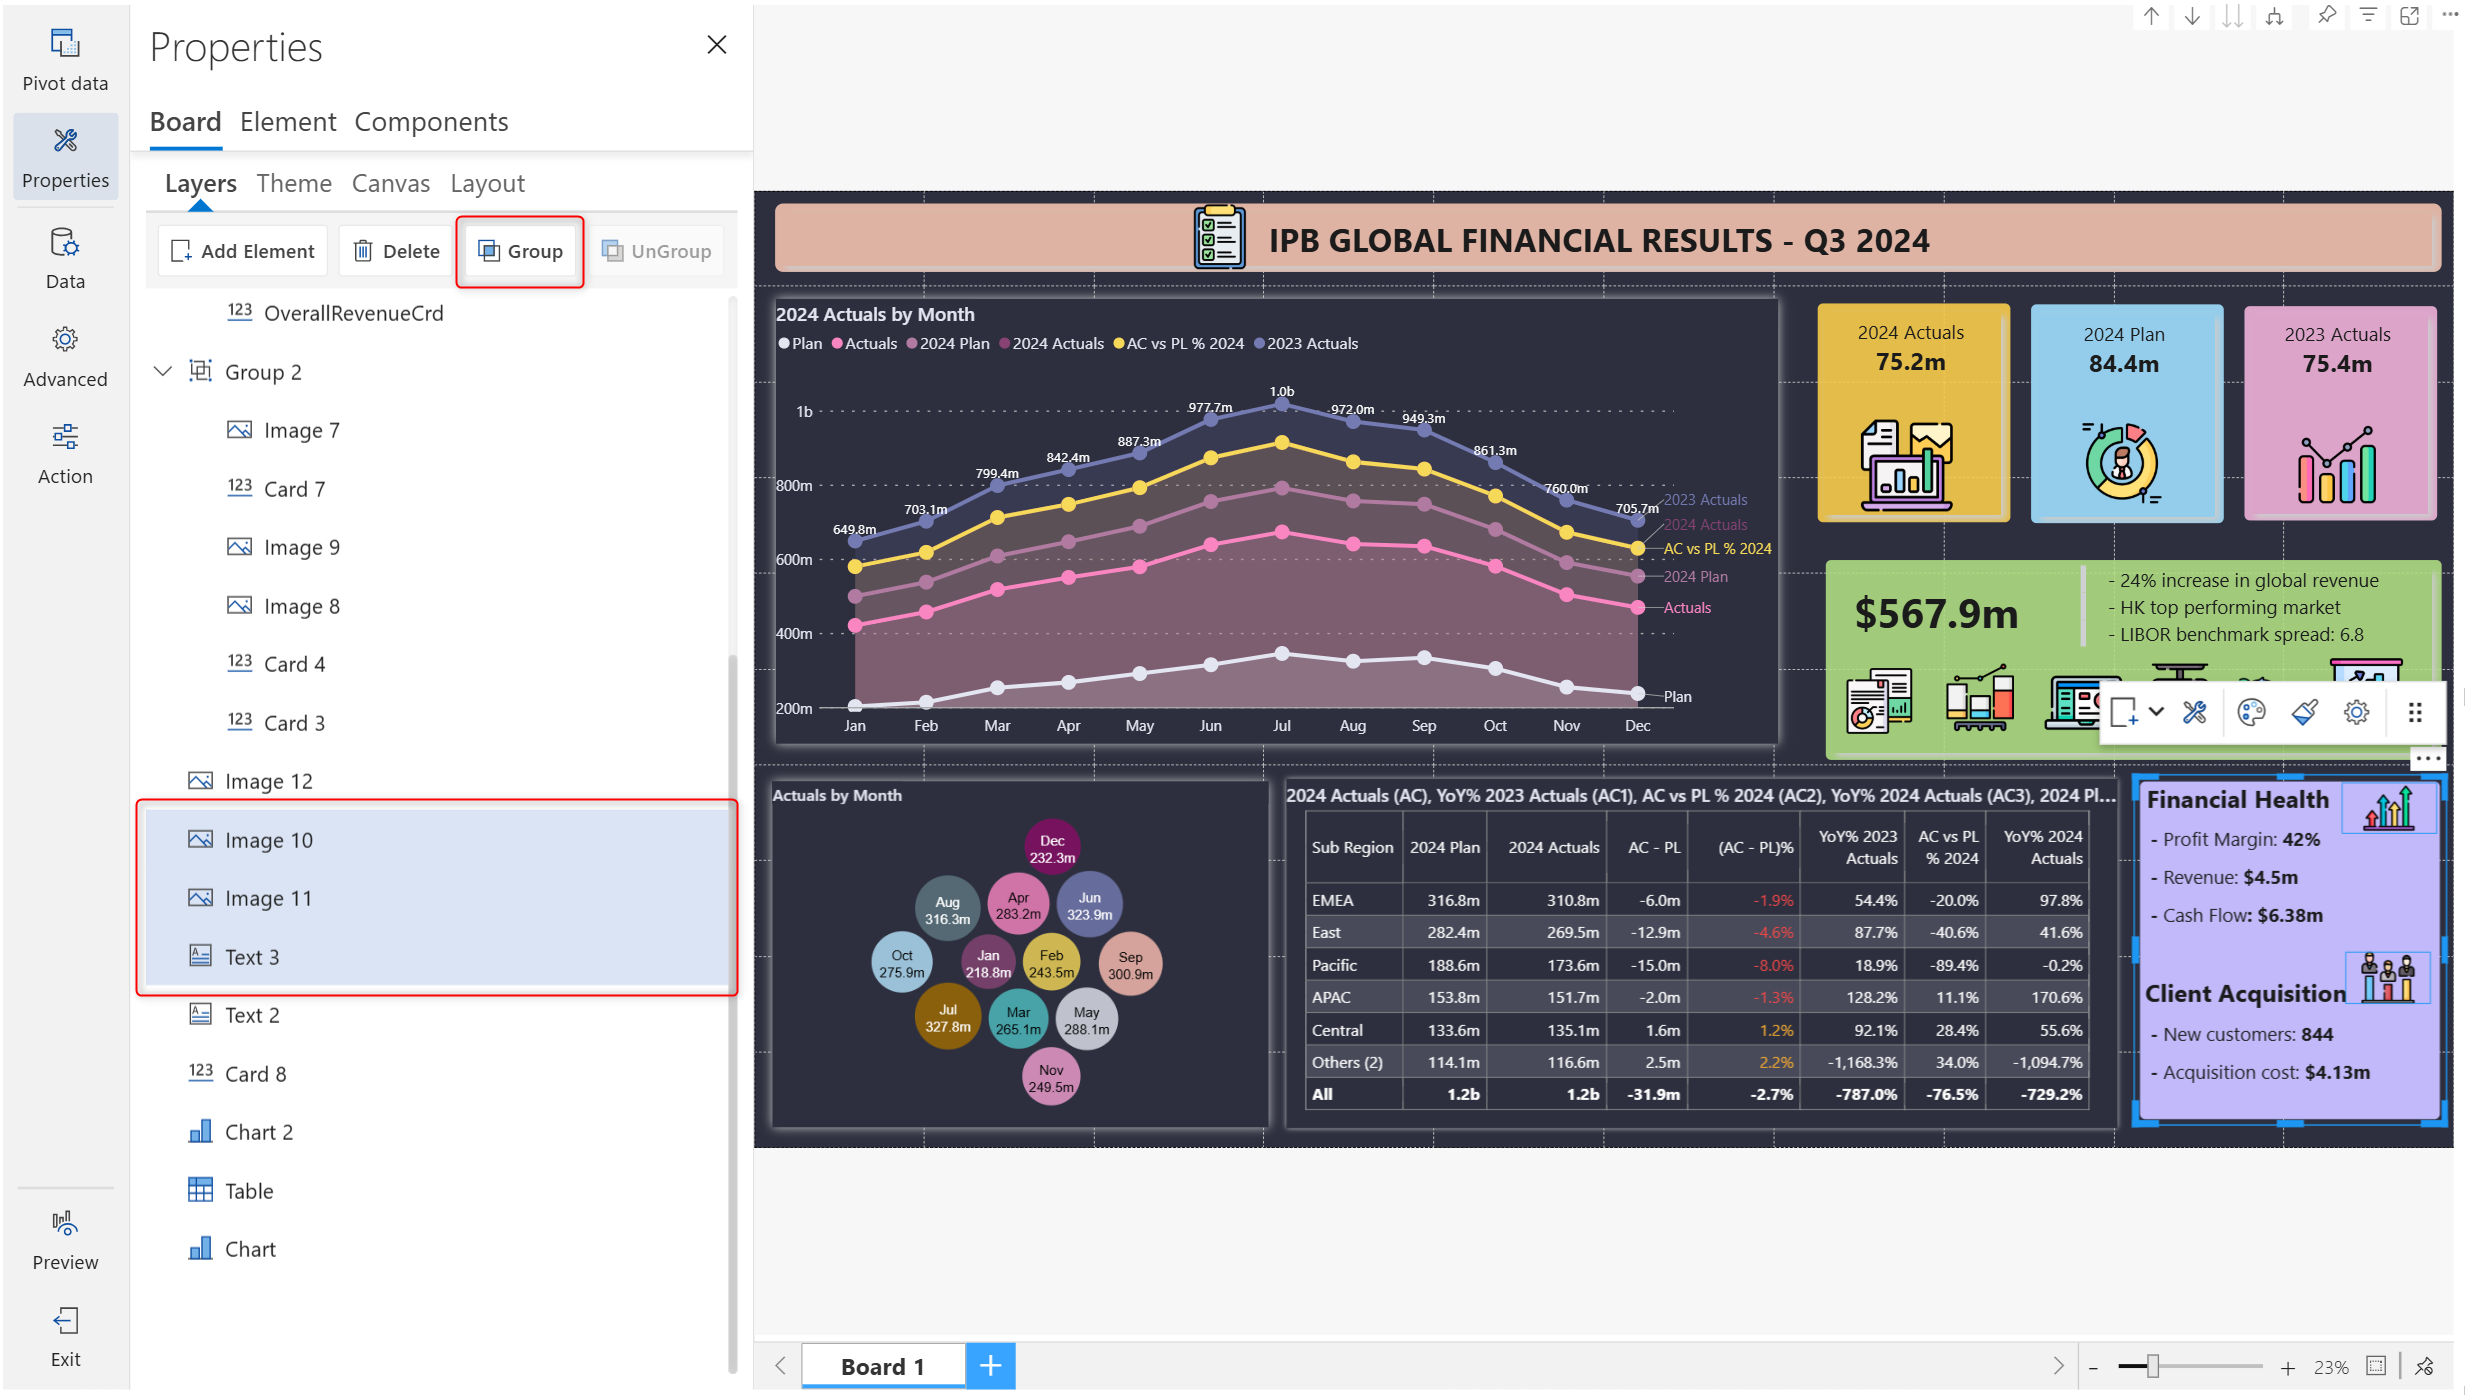 Pivot data
Properties
Data
Advanced
Action
Preview
Exit
Properties
Board Element Components
Layers Theme Canvas Layout
Add Element Delete Group UnGroup
123 OverallRevenueCrd
Group 2
Image 7
123 Card 7
Image 9
Image 8
123 Card 4
123 Card 3
Image 12
Image 10
Image 11
Text 3
Text 2
123 Card 8
Chart 2
Table
Chart
IPB GLOBAL FINANCIAL RESULTS - Q3 2024
2024 Actuals by Month
Plan Actuals 2024 Plan 2024 Actuals AC vs PL % 2024 2023 Actuals
1b
800m
600m
400m
200m
649.8m 703.1m 799.4m 842.4m 887.3m 977.7m 1.0b 972.0m 949.3m 861.3m 760.0m 705.7m
2023 Actuals
2024 Actuals
AC vs PL % 2024
2024 Plan
Actuals
Plan
Jan Feb Mar Apr May Jun Jul Aug Sep Oct Nov Dec
2024 Actuals
75.2m
2024 Plan
84.4m
2023 Actuals
75.4m
$567.9m
- 24% increase in global revenue
- HK top performing market
- LIBOR benchmark spread: 6.8
Actuals by Month
Dec
232.3m
Aug
316.3m
Apr
283.2m
Jun
323.9m
Oct
275.9m
Jan
218.8m
Feb
243.5m
Sep
300.9m
Jul
327.8m
Mar
265.1m
May
288.1m
Nov
249.5m
2024 Actuals (AC), YoY% 2023 Actuals (AC1), AC vs PL % 2024 (AC2), YoY% 2024 Actuals (AC3), 2024 Pl...
Sub Region 2024 Plan 2024 Actuals AC - PL (AC - PL)% YoY% 2023 Actuals AC vs PL % 2024 YoY% 2024 Actuals
EMEA 316.8m 310.8m -6.0m -1.9% 54.4% -20.0% 97.8%
East 282.4m 269.5m -12.9m -4.6% 87.7% -40.6% 41.6%
Pacific 188.6m 173.6m -15.0m -8.0% 18.9% -89.4% -0.2%
APAC 153.8m 151.7m -2.0m -1.3% 128.2% 11.1% 170.6%
Central 133.6m 135.1m 1.6m 1.2% 92.1% 28.4% 55.6%
Others (2) 114.1m 116.6m 2.5m 2.2% -1,168.3% 34.0% -1,094.7%
All 1.2b 1.2b -31.9m -2.7% -787.0% -76.5% -729.2%
Financial Health
- Profit Margin: 42%
- Revenue: $4.5m
- Cash Flow: $6.38m
Client Acquisition
- New customers: 844
- Acquisition cost: $4.13m
Board 1
23%